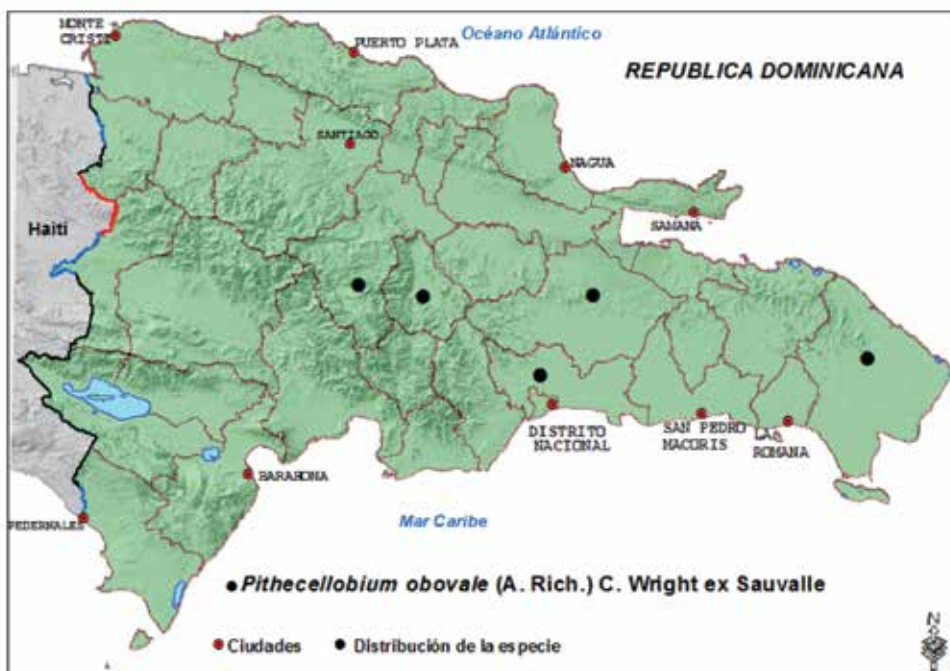 MONTE
CRISTI
Océano Atlántico
PUERTO PLATA
REPUBLICA DOMINICANA
SANTIAGO
NAGUA
SAMANA
Haití
DISTRITO
NACIONAL
SAN PEDRO
MACORIS
LA
ROMANA
BARAHONA
PEDERNALES
Mar Caribe
Pithecellobium obovale (A. Rich.) C. Wright ex Sauvalle
Ciudades
Distribución de la especie